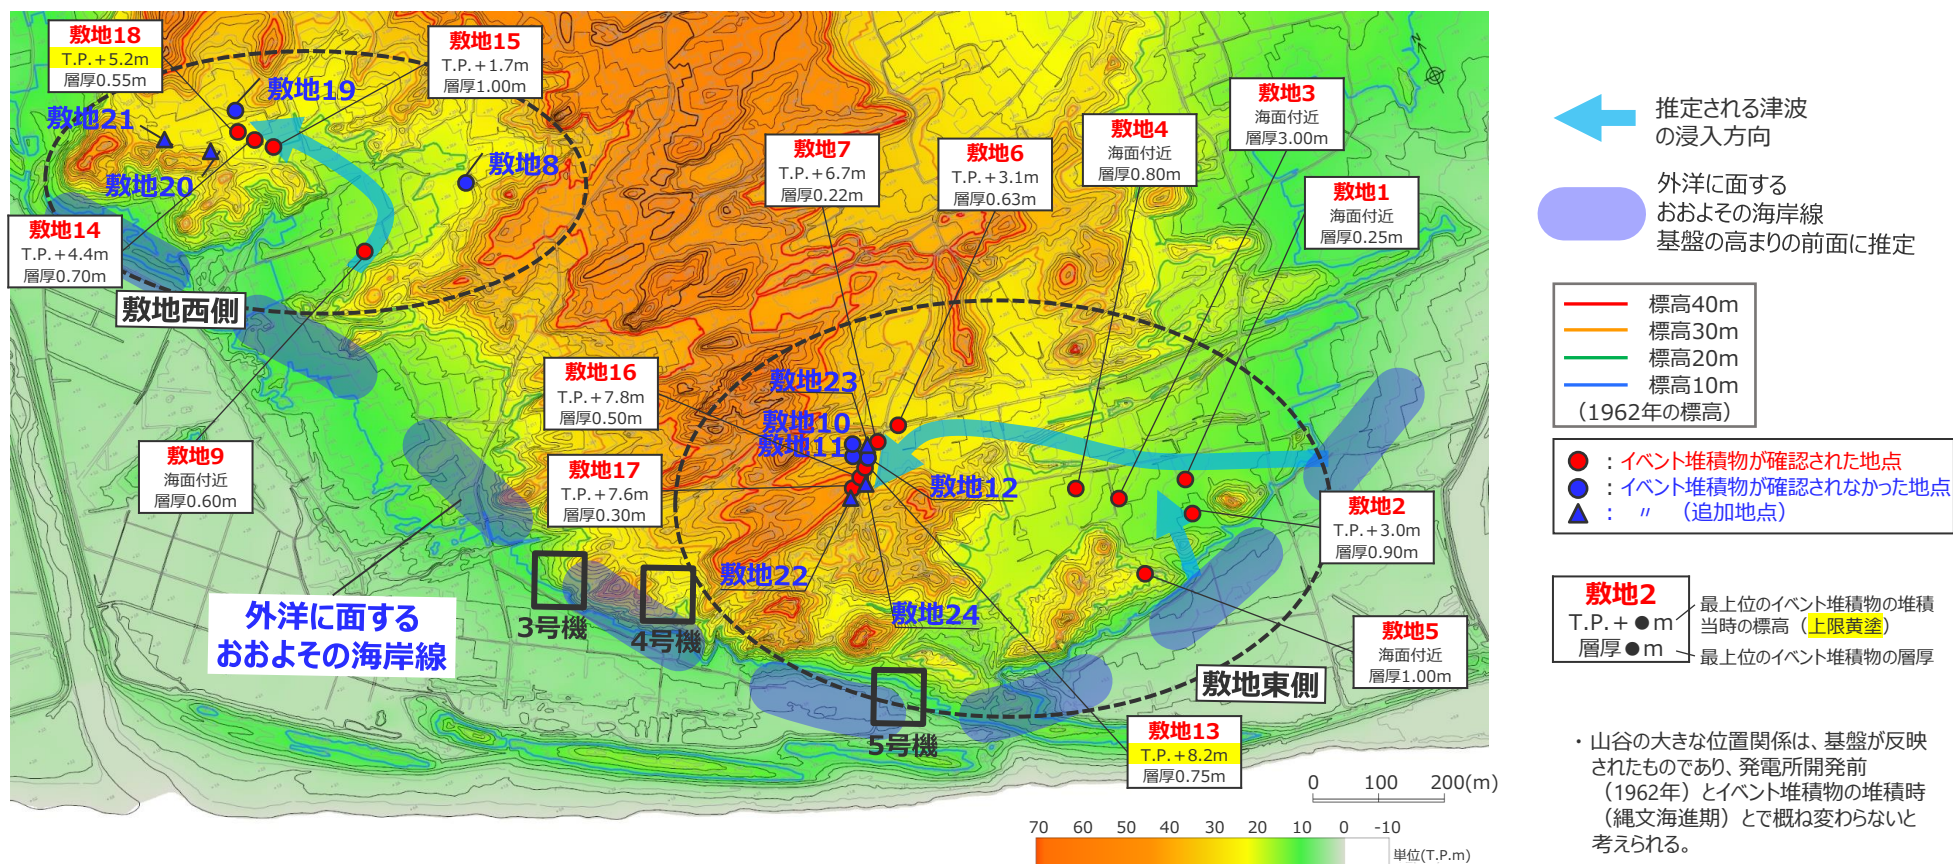 敷地18
T.P.+5.2m
層厚0.55m
敷地15
T.P.+1.7m
層厚1.00m
敷地19
敷地21
敷地20
敷地8
敷地14
T.P.+4.4m
層厚0.70m
敷地西側
敷地9
海面付近
層厚0.60m
敷地7
T.P.+6.7m
層厚0.22m
敷地6
T.P.+3.1m
層厚0.63m
敷地4
海面付近
層厚0.80m
敷地3
海面付近
層厚3.00m
敷地1
海面付近
層厚0.25m
敷地16
T.P.+7.8m
層厚0.50m
敷地23
敷地10
敷地11
敷地17
T.P.+7.6m
層厚0.30m
敷地12
敷地2
T.P.+3.0m
層厚0.90m
敷地22
敷地24
敷地5
海面付近
層厚1.00m
敷地東側
敷地13
T.P.+8.2m
層厚0.75m
外洋に面する
おおよその海岸線
3号機
4号機
5号機
N
0 100 200(m)
70 60 50 40 30 20 10 0 -10
単位(T.P.m)
推定される津波
の浸入方向
外洋に面する
おおよその海岸線
基盤の高まりの前面に推定
標高40m
標高30m
標高20m
標高10m
(1962年の標高)
：イベント堆積物が確認された地点
：イベント堆積物が確認されなかった地点
： 〃 （追加地点）
敷地2
T.P.+●m
層厚●m
最上位のイベント堆積物の堆積
当時の標高（上限黄塗）
最上位のイベント堆積物の層厚
・山谷の大きな位置関係は、基盤が反映
されたものであり、発電所開発前
（1962年）とイベント堆積物の堆積時
（縄文海進期）とで概ね変わらないと
考えられる。